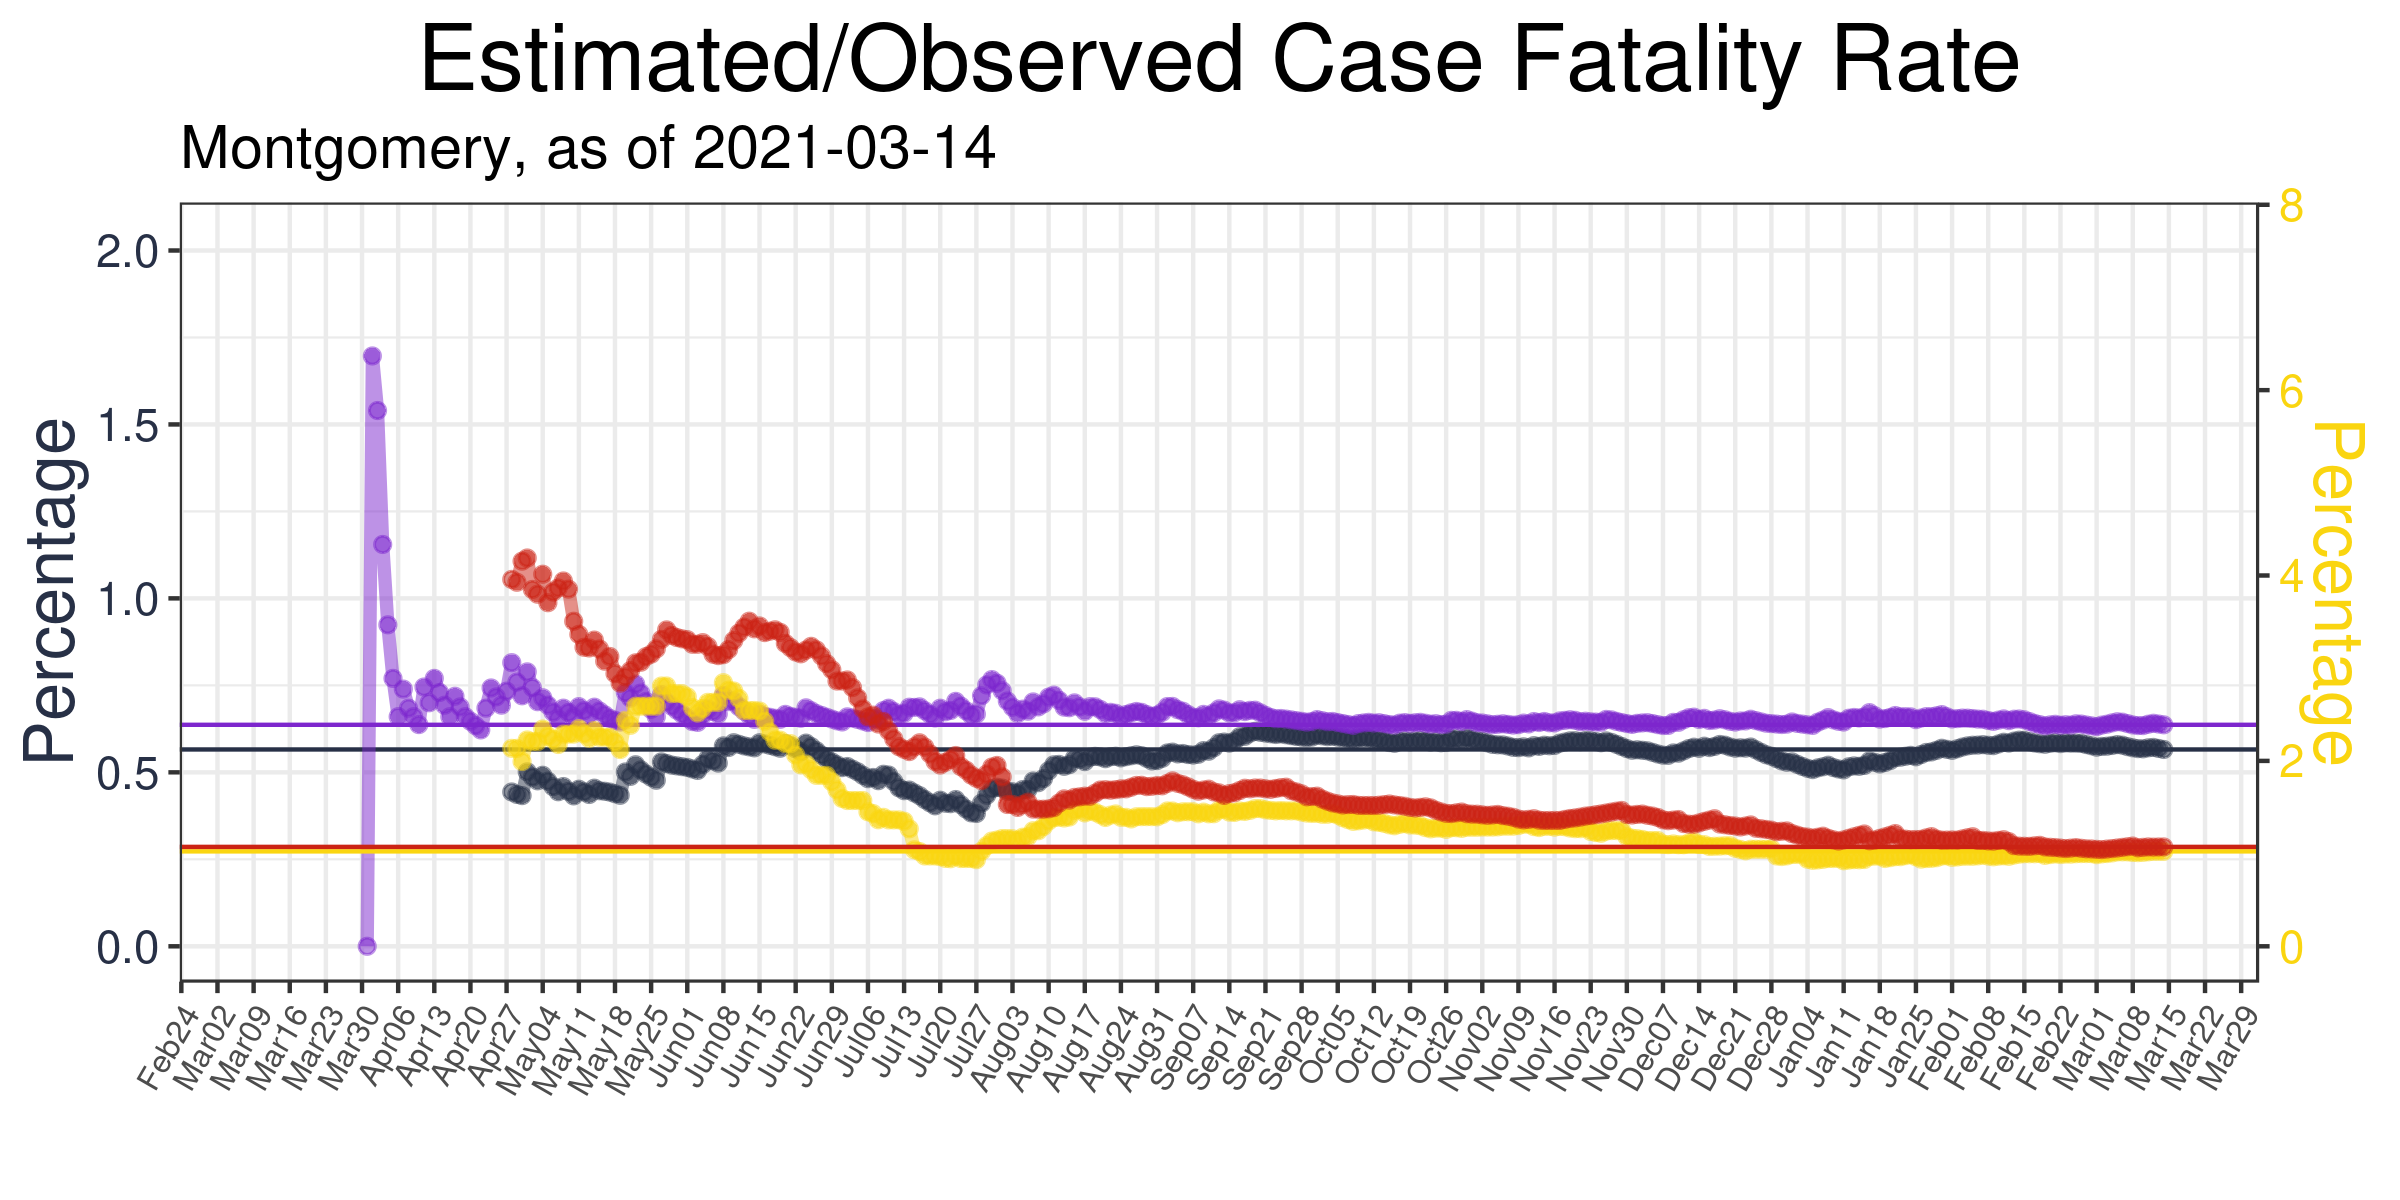 Estimated/Observed Case Fatality Rate
Montgomery, as of 2021-03-14
Percentage
2.0
1.5
1.0
0.5
0.0
8
6
4
2
0
Percentage
Feb24
Mar02
Mar09
Mar16
Mar23
Mar30
Apr06
Apr13
Apr20
Apr27
May04
May11
May18
May25
Jun01
Jun08
Jun15
Jun22
Jun29
Jul06
Jul13
Jul20
Jul27
Aug03
Aug10
Aug17
Aug24
Aug31
Sep07
Sep14
Sep21
Sep28
Oct05
Oct12
Oct19
Oct26
Nov02
Nov09
Nov16
Nov23
Nov30
Dec07
Dec14
Dec21
Dec28
Jan04
Jan11
Jan18
Jan25
Feb01
Feb08
Feb15
Feb22
Mar01
Mar08
Mar15
Mar22
Mar29